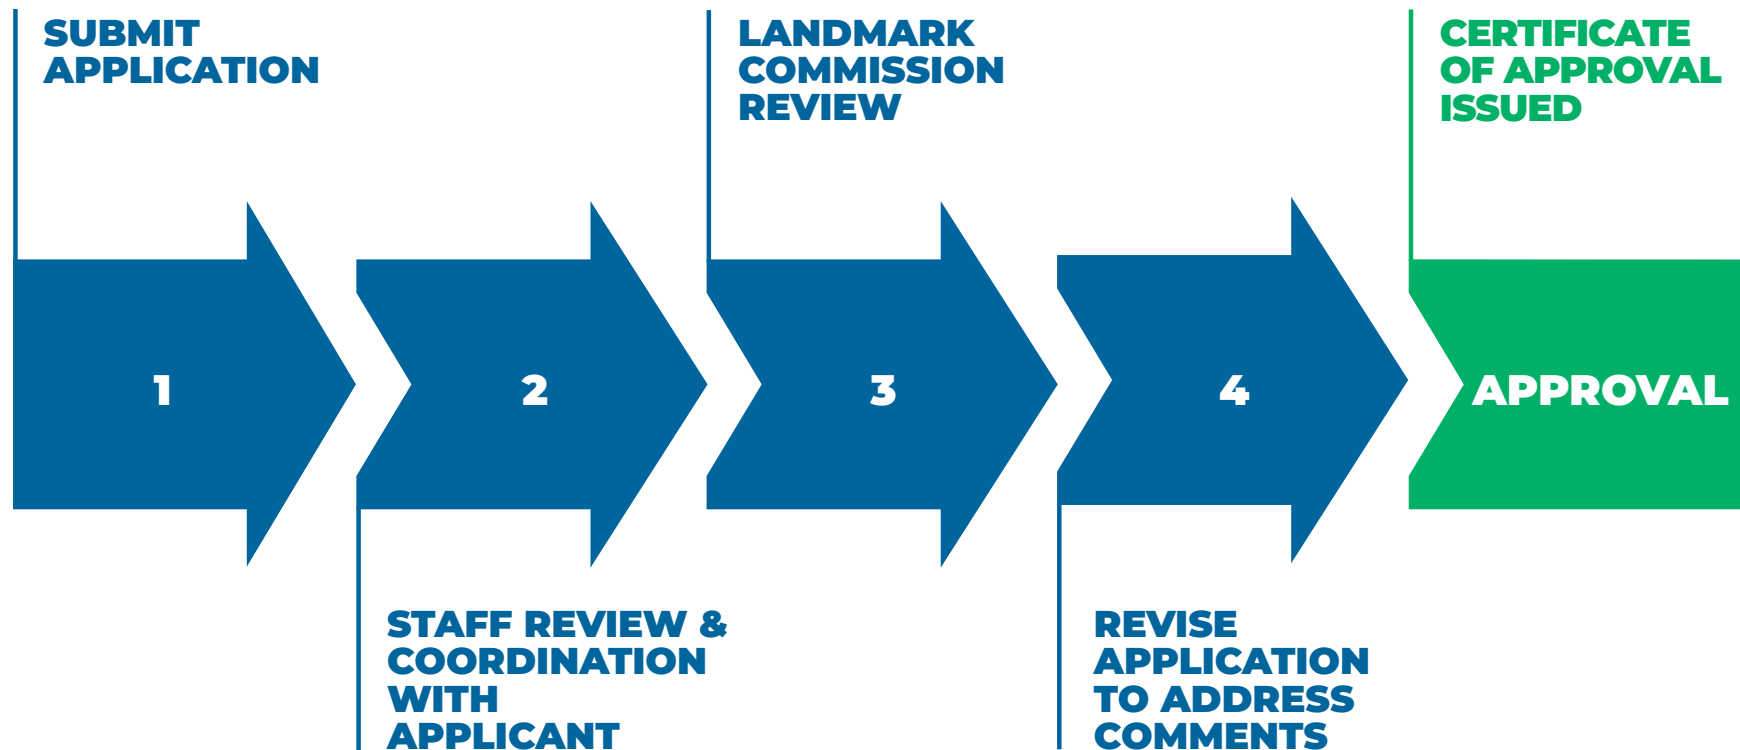 SUBMIT
APPLICATION
LANDMARK
COMMISSION
REVIEW
CERTIFICATE
OF APPROVAL
ISSUED
1
2
3
4
APPROVAL
STAFF REVIEW &
COORDINATION
WITH
APPLICANT
REVISE
APPLICATION
TO ADDRESS
COMMENTS